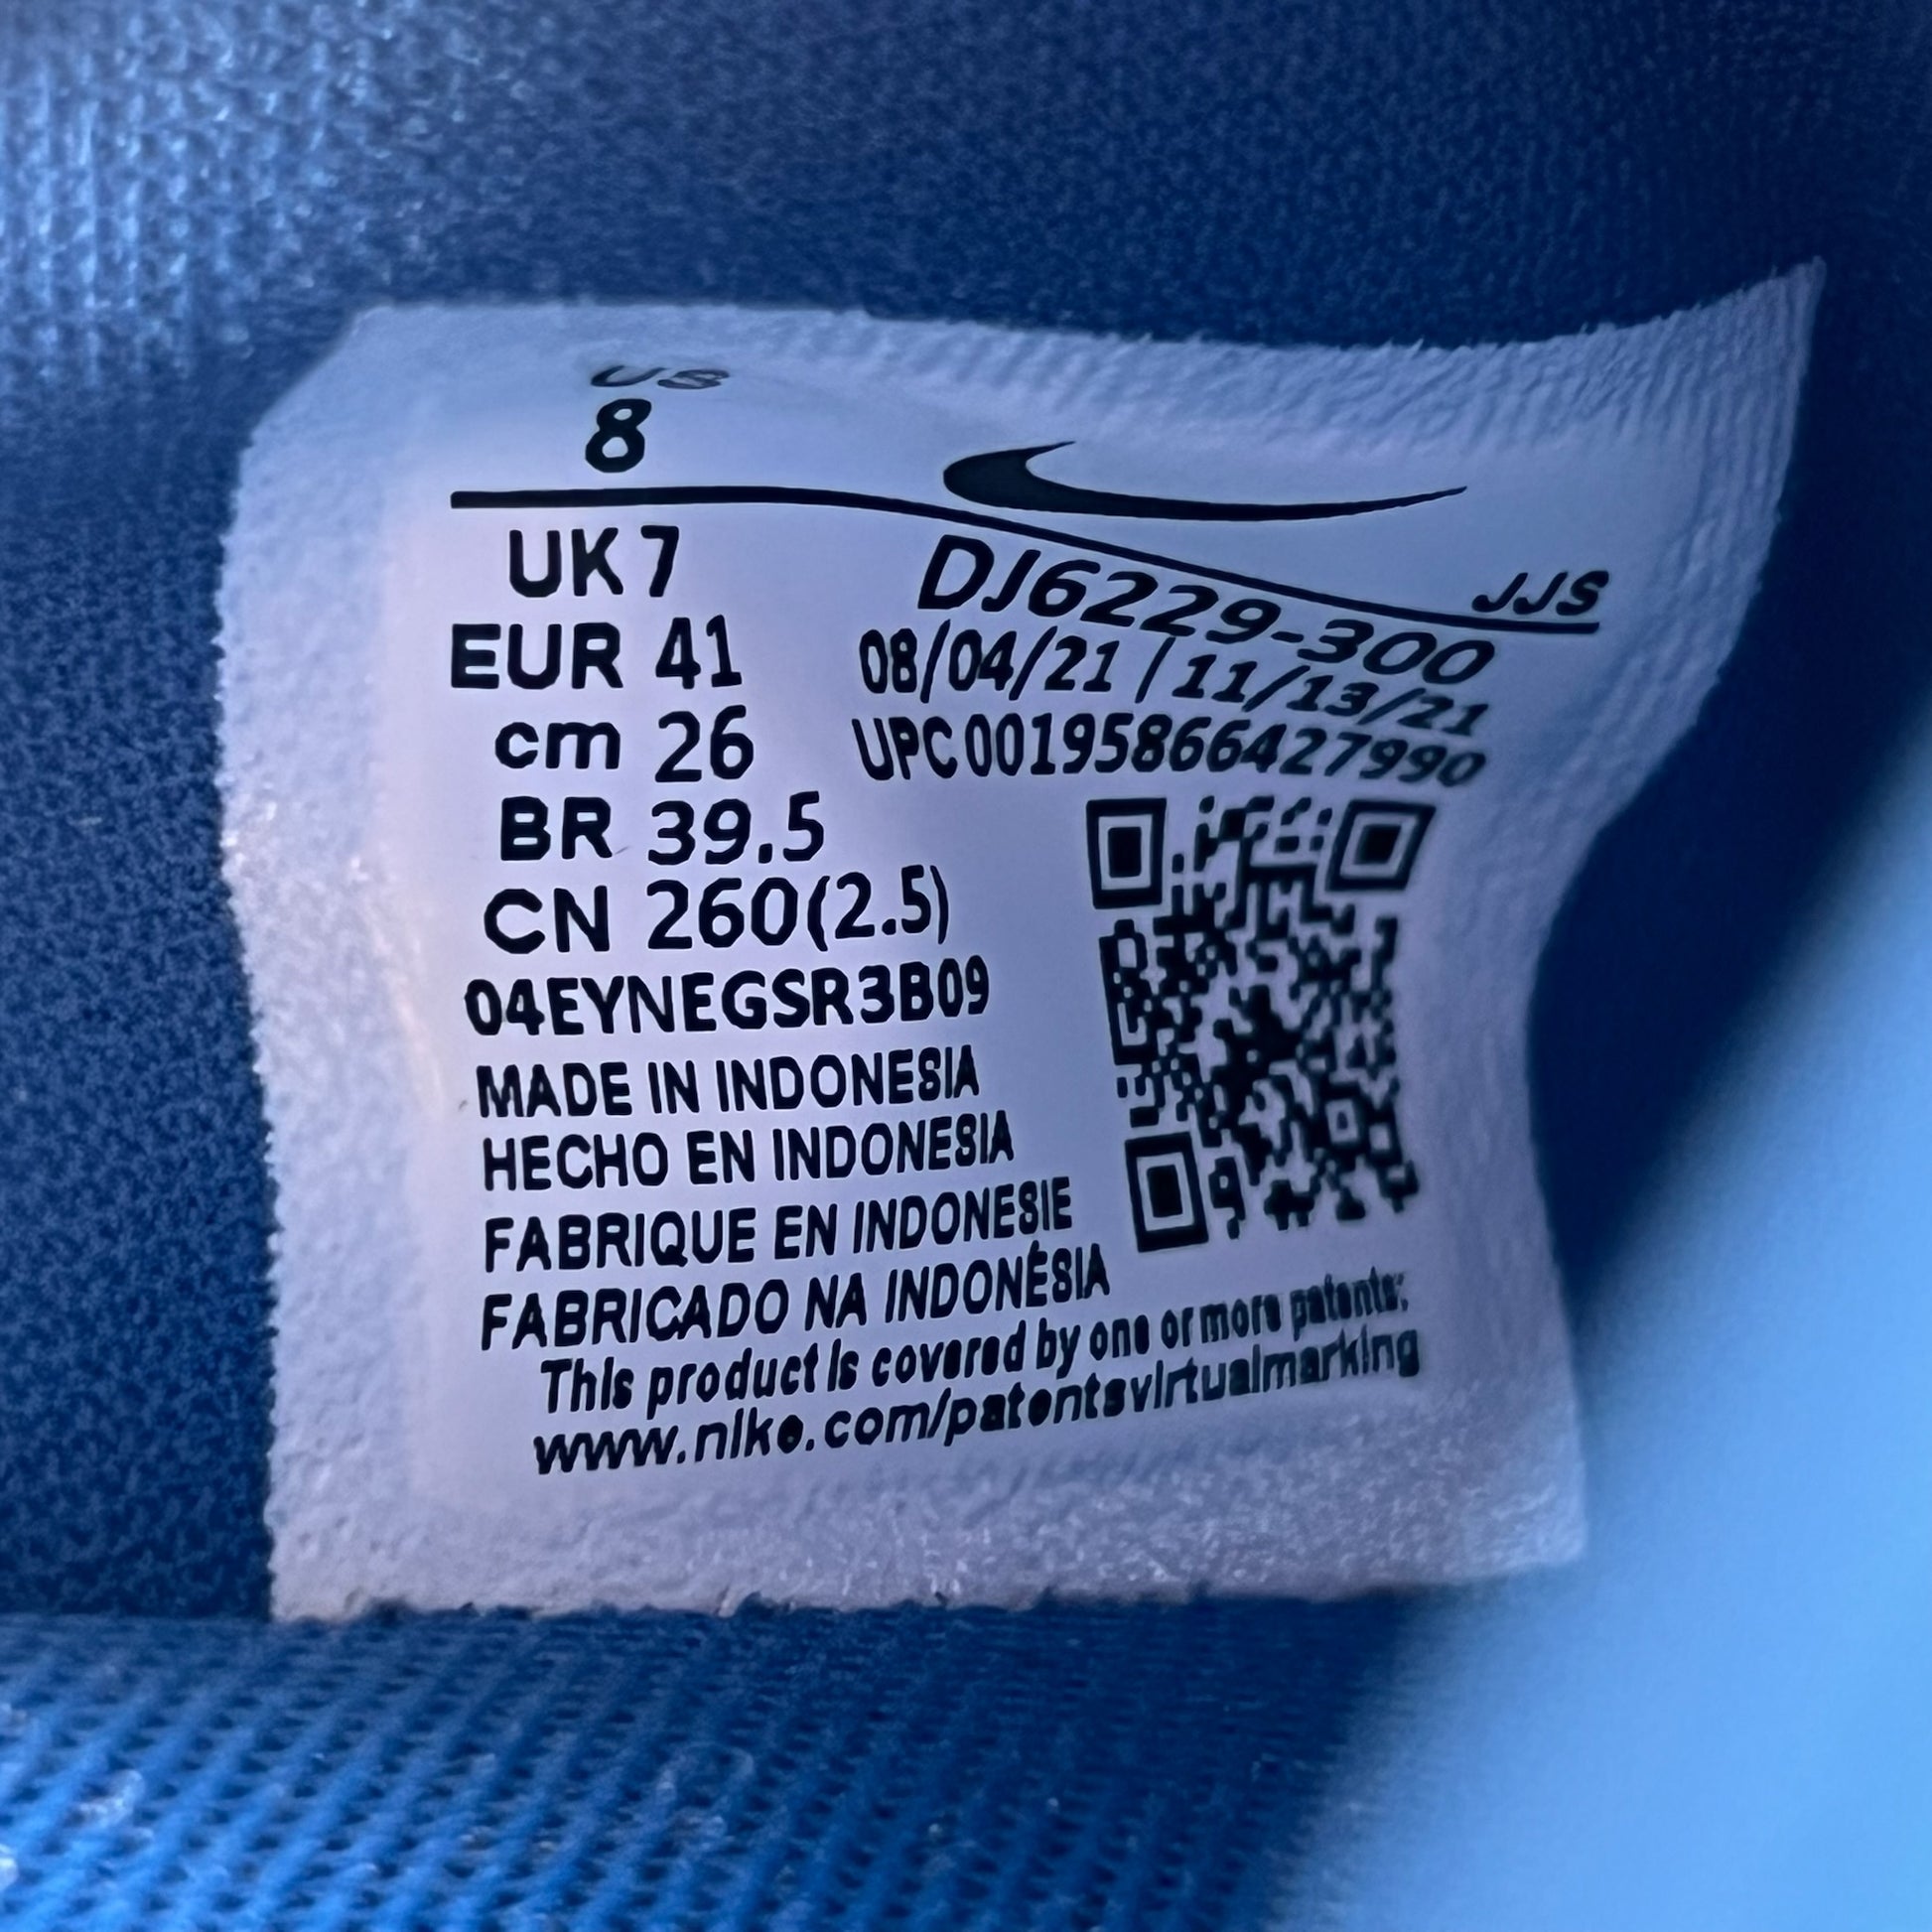 US
8
JJS
UK 7
DJ6229-300
EUR 41
08/04/21 | 11/13/21
cm 26
UPC00195866427990
BR 39.5
CN 260(2.5)
04EYNEGSR3B09
MADE IN INDONESIA
HECHO EN INDONESIA
FABRIQUE EN INDONESIE
FABRICADO NA INDONÉSIA
This product is covered by one or more patents:
www.nike.com/patentsvirtualmarking